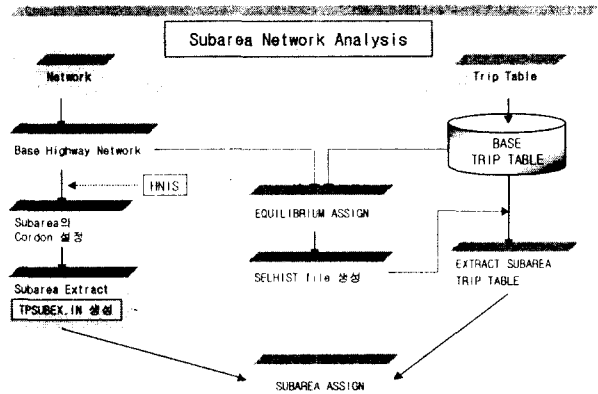 Subarea Network Analysis
Network
Trip Table
Base Highway Network
BASE
TRIP TABLE
HNIS
Subarea의
Cordon 설정
EQUILIBRIUM ASSIGN
SELHIST file 생성
EXTRACT SUBAREA
TRIP TABLE
Subarea Extract
TPSUBEX.IN 생성
SUBAREA ASSIGN